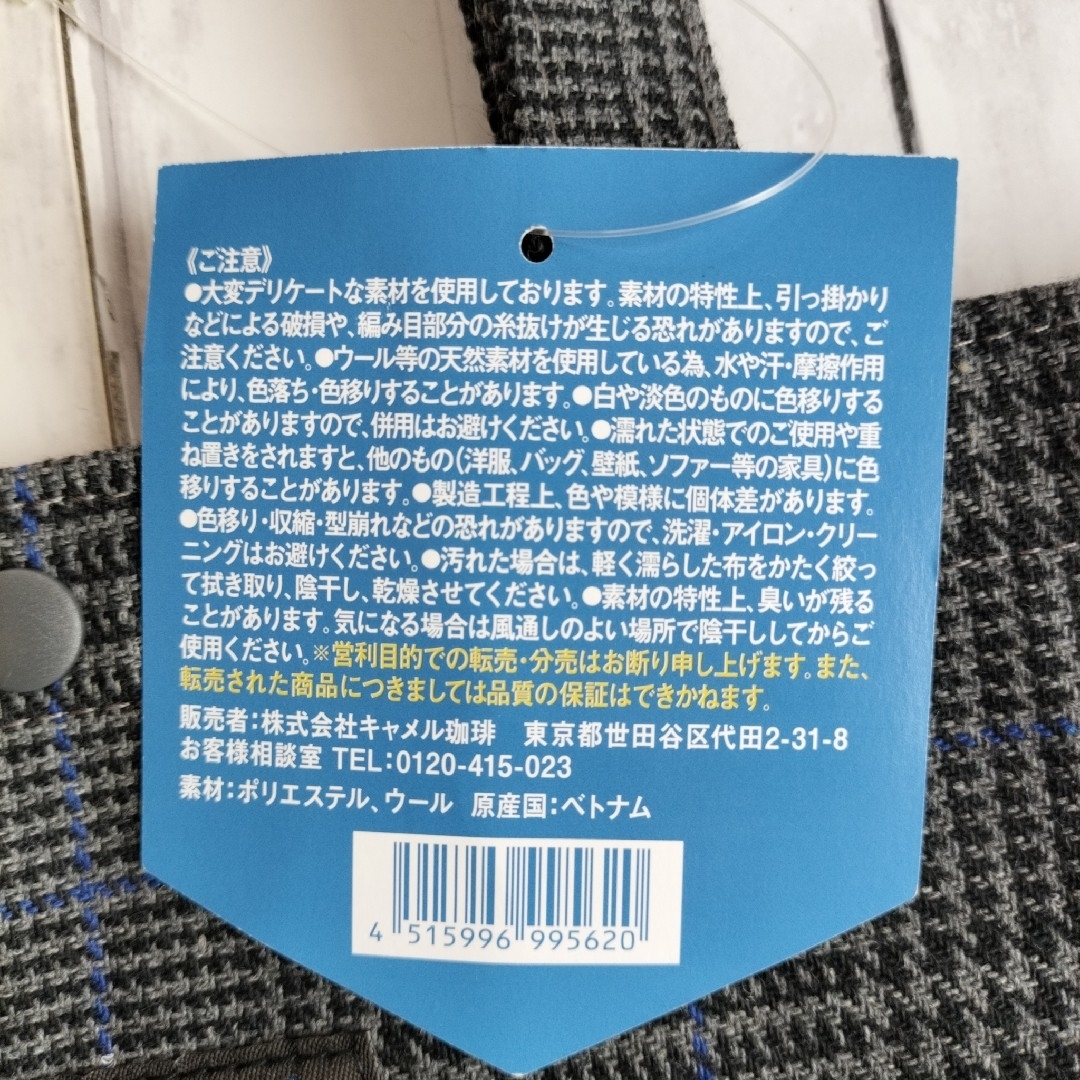 《ご注意》
●大変デリケートな素材を使用しております。素材の特性上、引っ掛かり
などによる破損や、編み目部分の糸抜けが生じる恐れがありますので、ご
注意ください。●ウール等の天然素材を使用している為、水や汗・摩擦作用
により、色落ち・色移りすることがあります。●白や淡色のものに色移りする
ことがありますので、併用はお避けください。●濡れた状態でのご使用や重
ね置きをされますと、他のもの(洋服、バッグ、壁紙、ソファー等の家具)に色
移りすることがあります。●製造工程上、色や模様に個体差があります。
●色移り・収縮・型崩れなどの恐れがありますので、洗濯・アイロン・クリー
ニングはお避けください。●汚れた場合は、軽く濡らした布をかたく絞っ
て拭き取り、陰干し、乾燥させてください。●素材の特性上、臭いが残る
ことがあります。気になる場合は風通しのよい場所で陰干ししてからご
使用ください。※営利目的での転売・分売はお断り申し上げます。また、
転売された商品につきましては品質の保証はできかねます。
販売者:株式会社キャメル珈琲 東京都世田谷区代田2-31-8
お客様相談室 TEL:0120-415-023
素材:ポリエステル、ウール 原産国:ベトナム
4 515996 995620